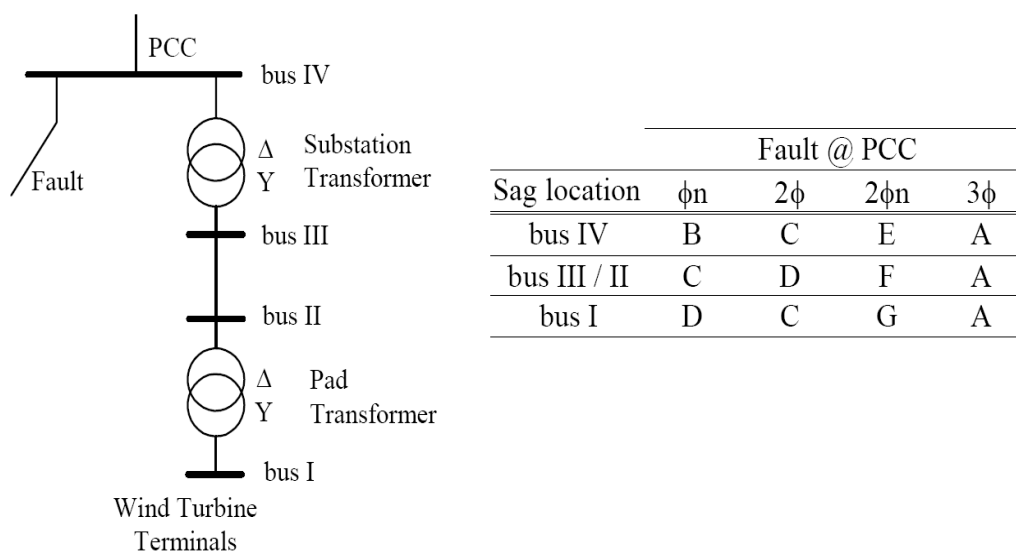 PCC
bus IV
Δ Substation
Y Transformer
Fault
bus III
bus II
Δ Pad
Y Transformer
bus I
Wind Turbine
Terminals
Fault @ PCC
Sag location ϕn 2ϕ 2ϕn 3ϕ
bus IV B C E A
bus III / II C D F A
bus I D C G A